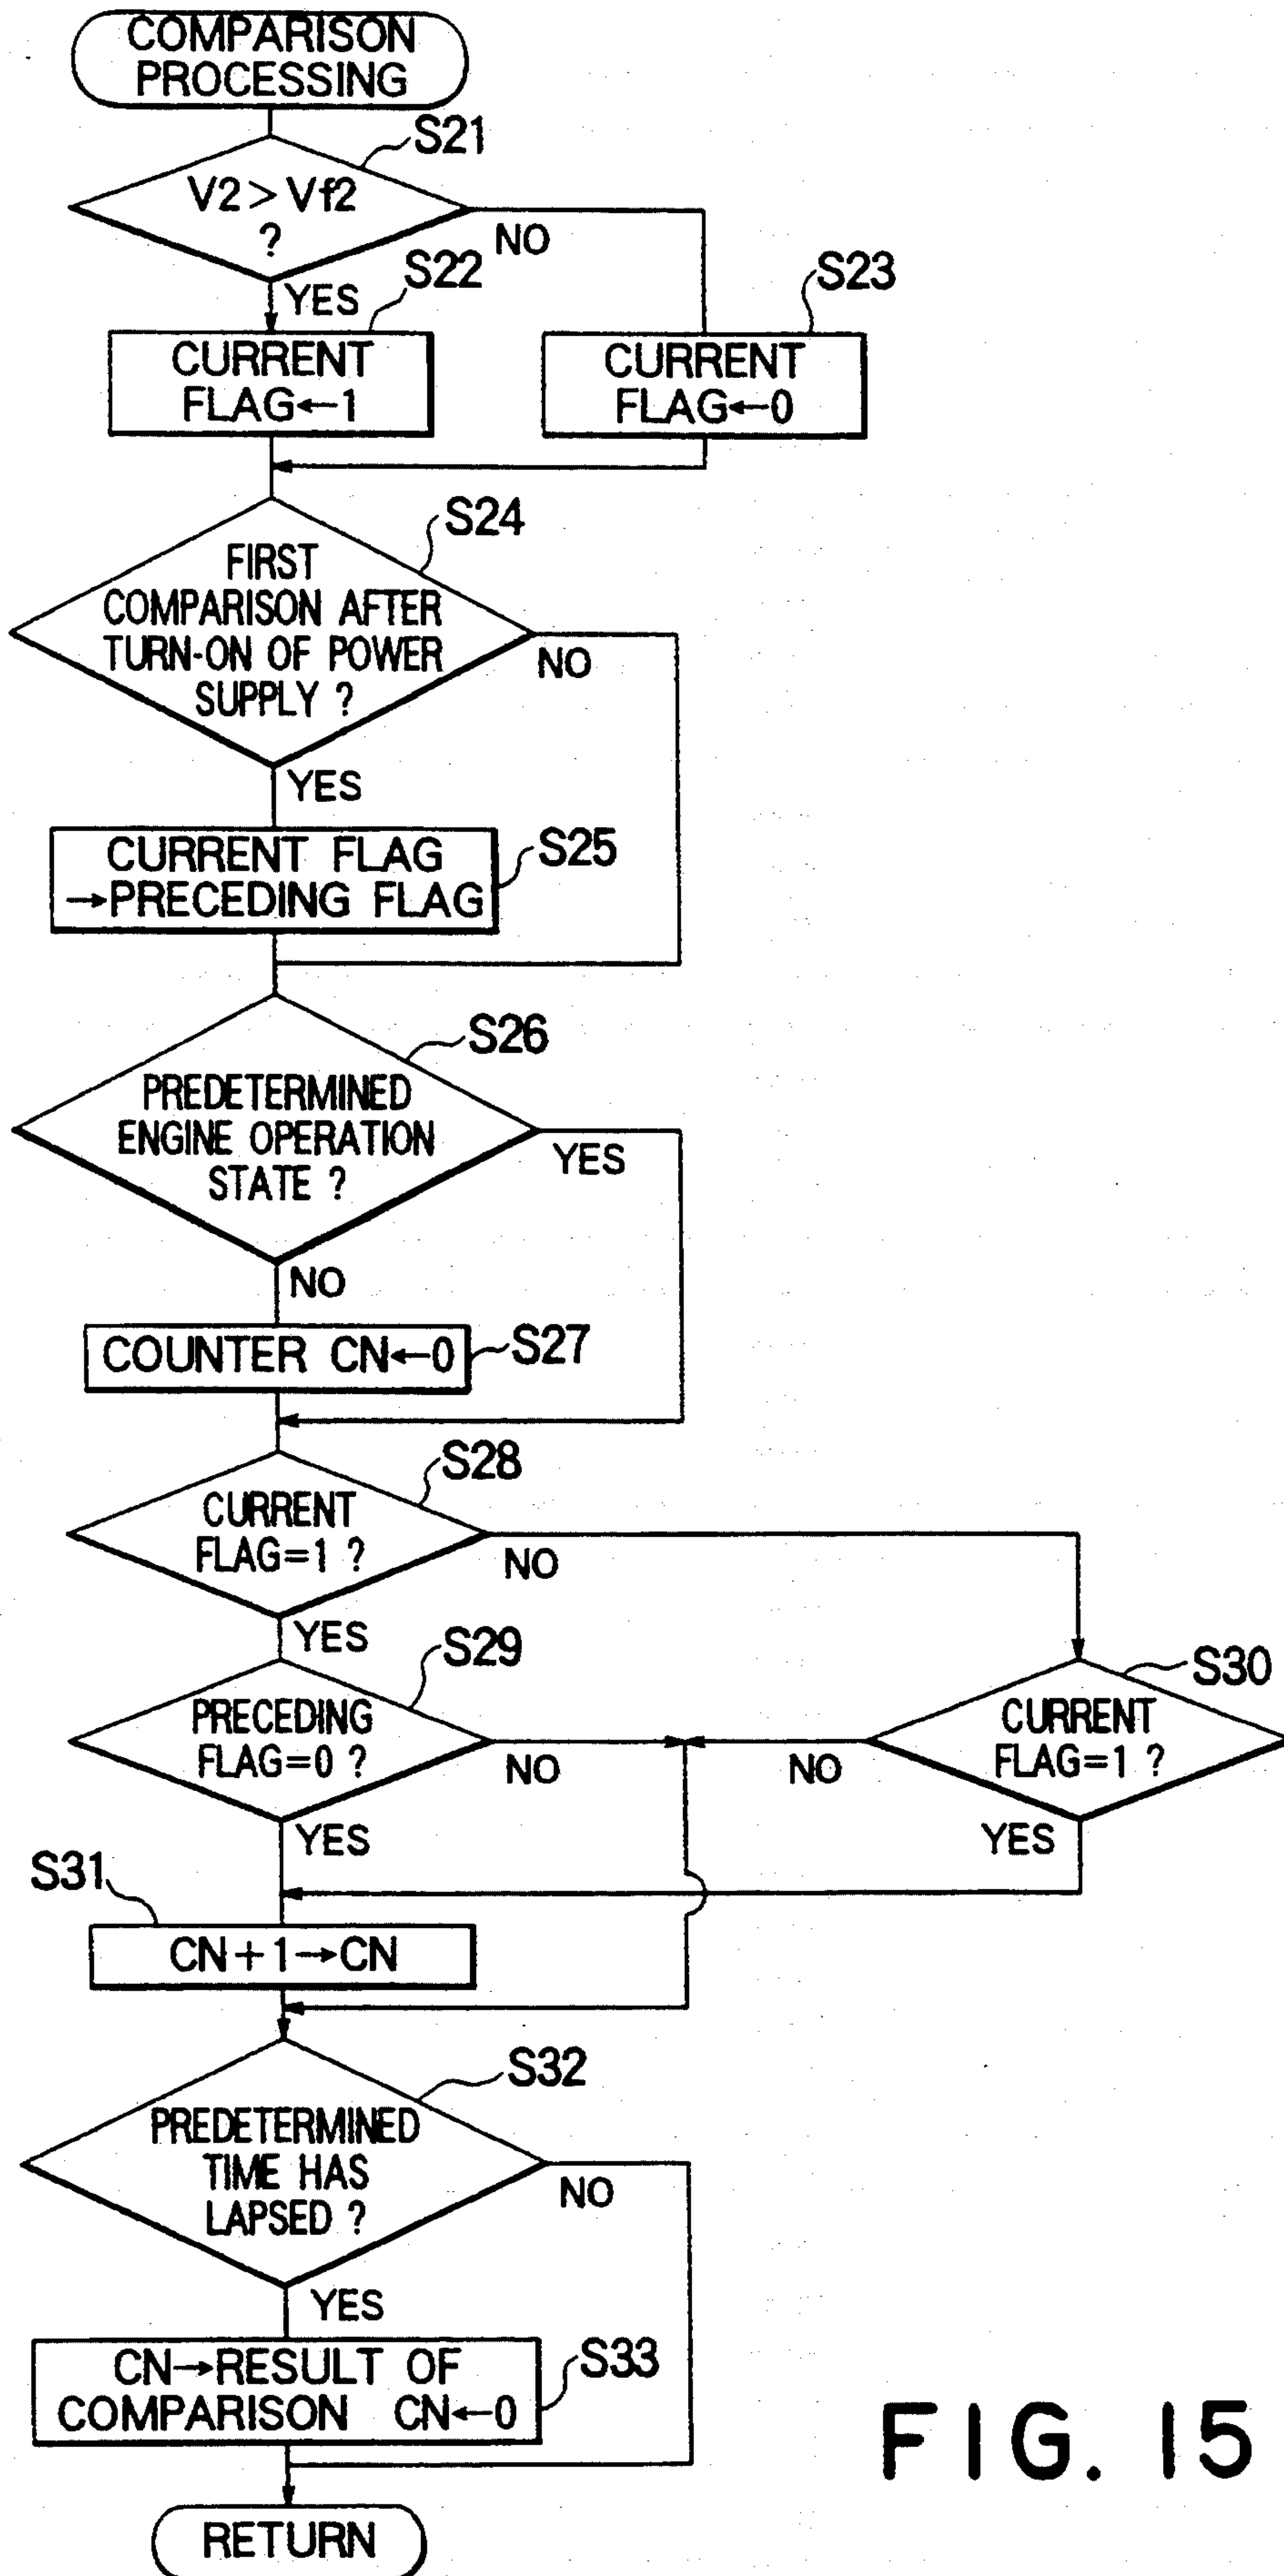 COMPARISON
PROCESSING
S21
V2 > Vf2
?
NO
YES
S22
CURRENT
FLAG←1
S23
CURRENT
FLAG←0
S24
FIRST
COMPARISON AFTER
TURN-ON OF POWER
SUPPLY ?
NO
YES
CURRENT FLAG
→PRECEDING FLAG
S25
S26
PREDETERMINED
ENGINE OPERATION
STATE ?
YES
NO
COUNTER CN←0
S27
S28
CURRENT
FLAG=1 ?
NO
YES
S29
PRECEDING
FLAG=0 ?
NO
YES
S30
CURRENT
FLAG=1 ?
NO
YES
S31
CN+1→CN
S32
PREDETERMINED
TIME HAS
LAPSED ?
NO
YES
CN→RESULT OF
COMPARISON CN←0
S33
RETURN
FIG. 15